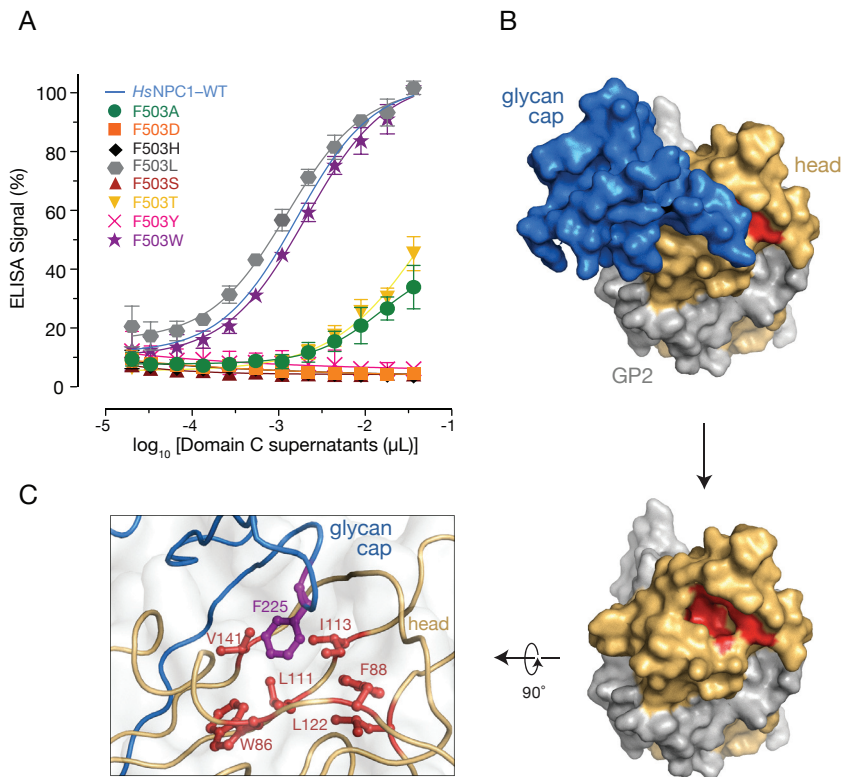 A
ELISA Signal (%)
100
80
60
40
20
0
HsNPC1–WT
F503A
F503D
F503H
F503L
F503S
F503T
F503Y
F503W
-5 -4 -3 -2 -1
log10 [Domain C supernatants (µL)]
B
glycan
cap
head
GP2
90°
C
glycan
cap
F225
head
V141
I113
L111
F88
L122
W86